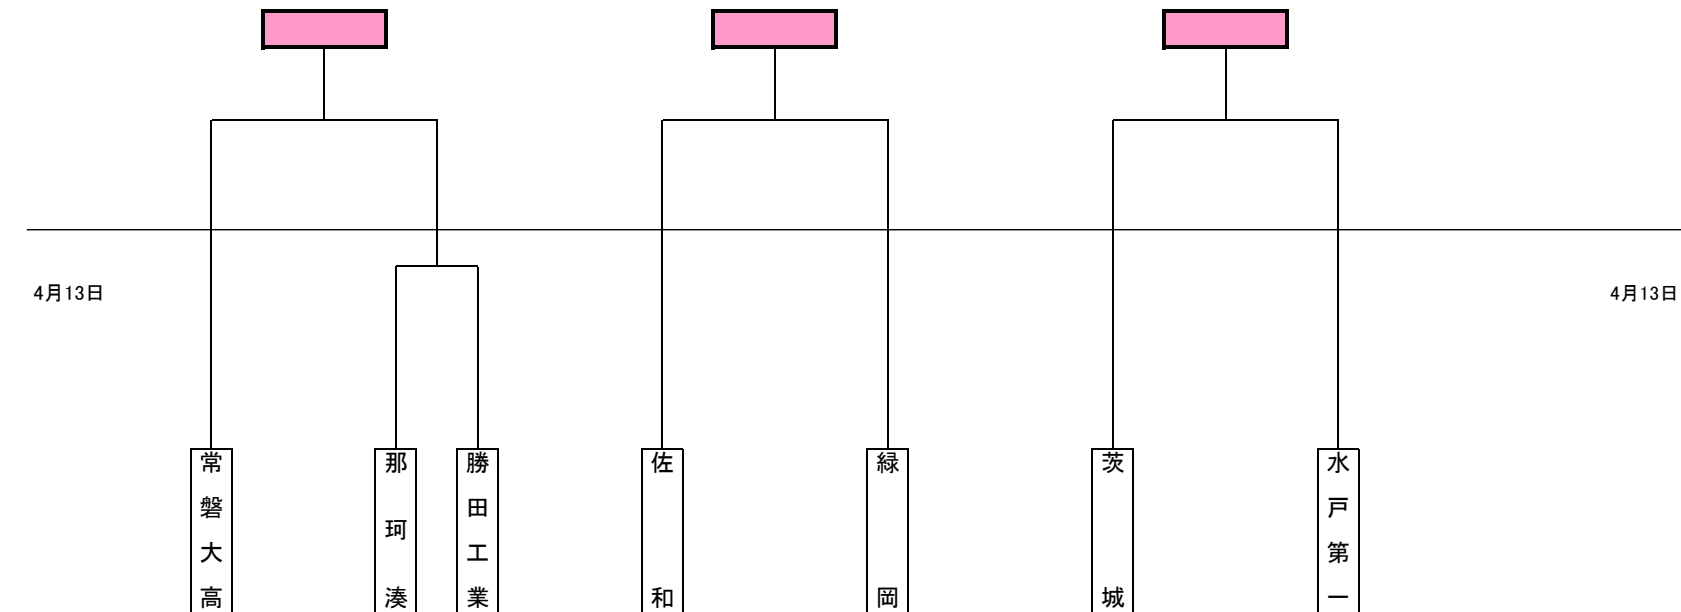 4月13日
4月13日
常磐大高
那珂湊
勝田工業
佐和
緑岡
茨城
水戸第一